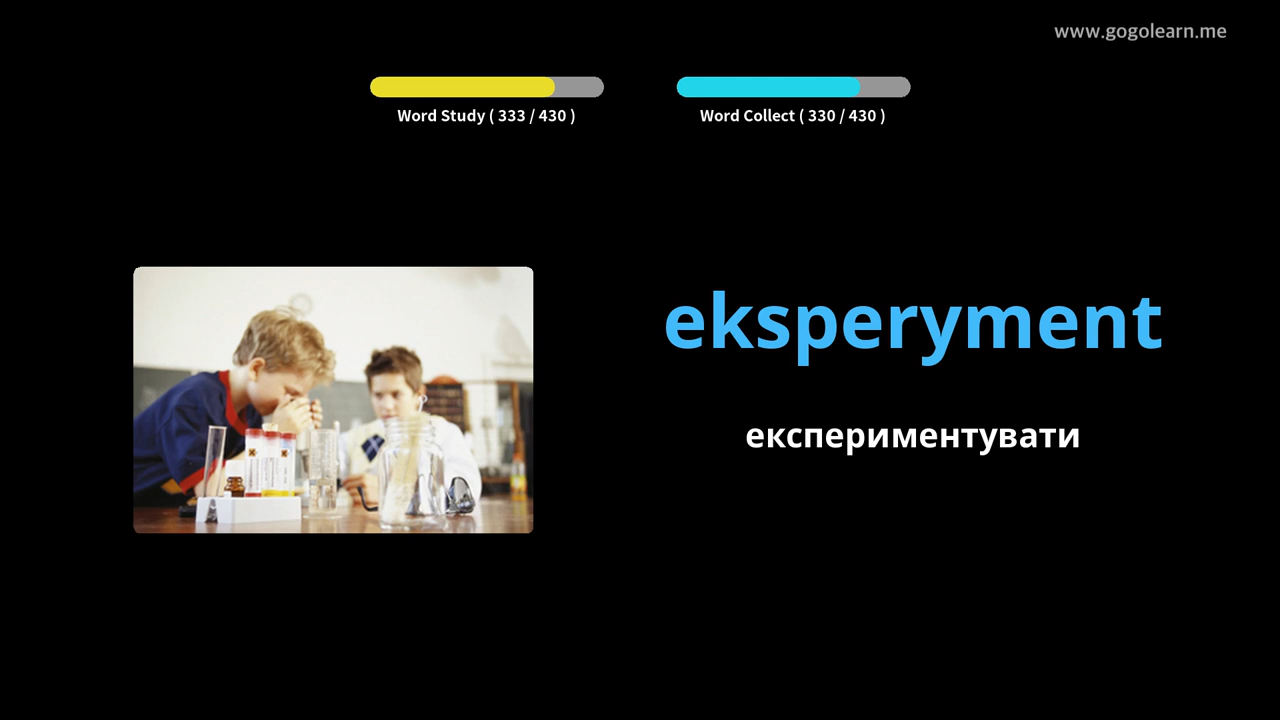 www.gogolearn.me
Word Study ( 333 / 430 )
Word Collect ( 330 / 430 )
eksperyment
експериментувати